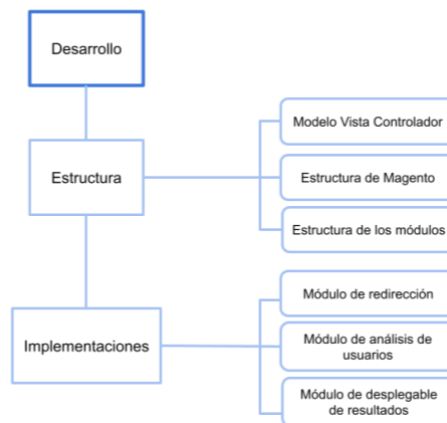 Desarrollo
Modelo Vista Controlador
Estructura
Estructura de Magento
Estructura de los módulos
Módulo de redirección
Implementaciones
Módulo de análisis de
usuarios
Módulo de desplegable
de resultados